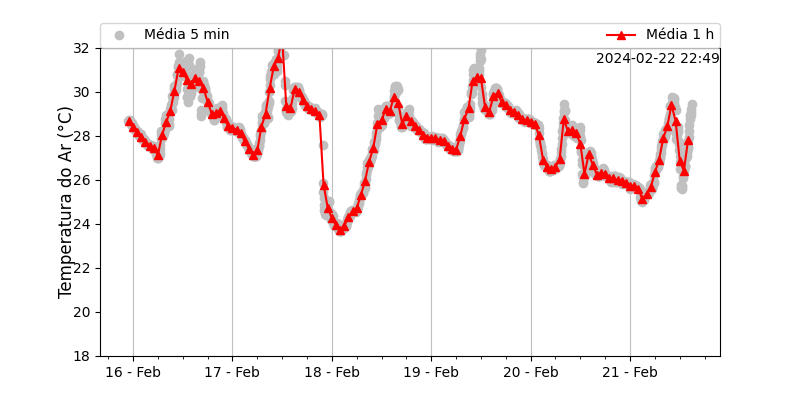 Média 5 min
Média 1 h
2024-02-22 22:49
Temperatura do Ar (°C)
32
30
28
26
24
22
20
18
16 - Feb
17 - Feb
18 - Feb
19 - Feb
20 - Feb
21 - Feb